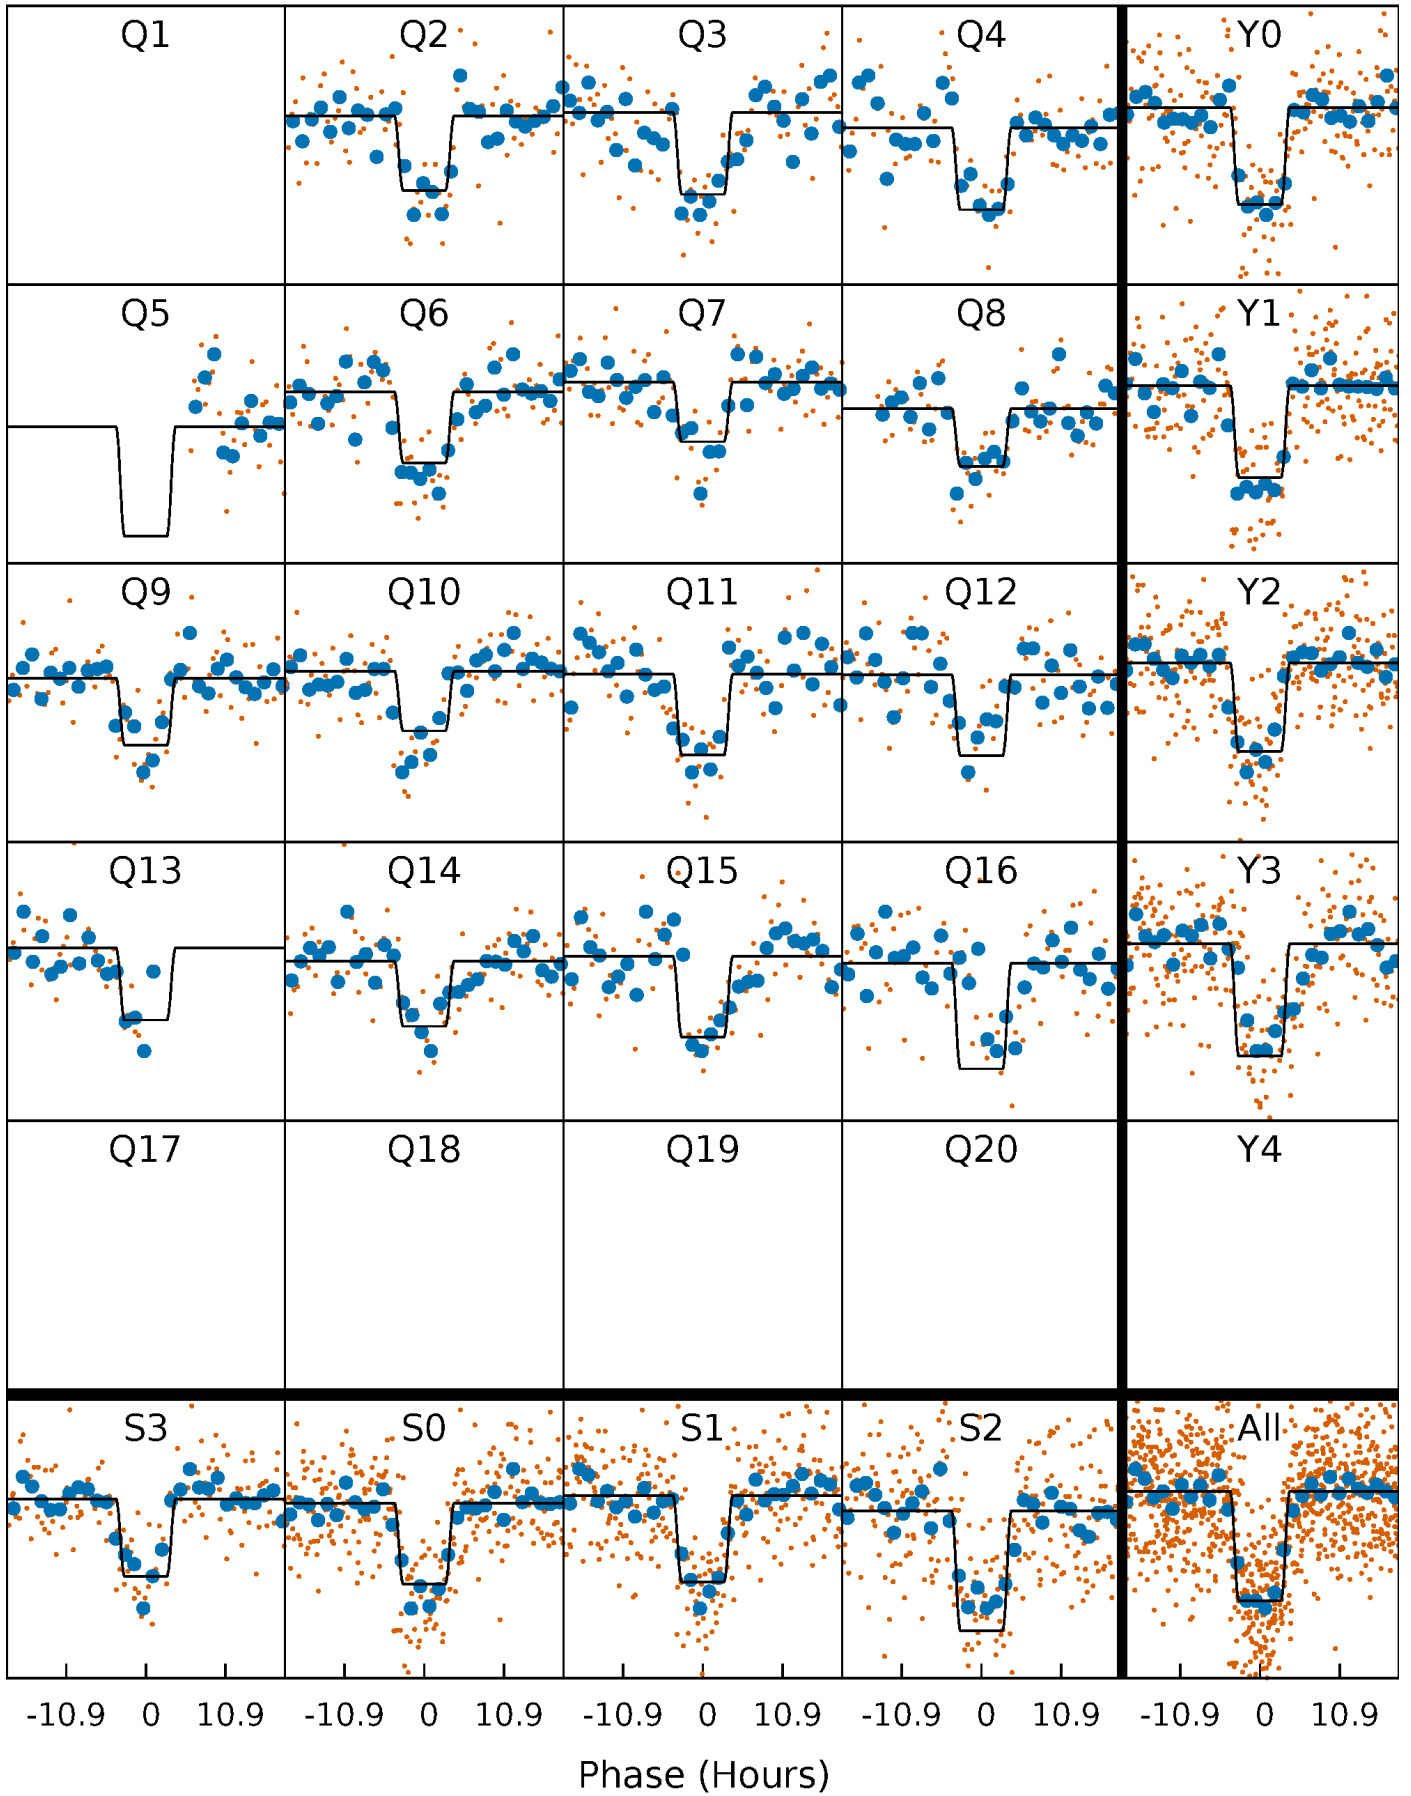 Q1 Q2 Q3 Q4 Y0
Q5 Q6 Q7 Q8 Y1
Q9 Q10 Q11 Q12 Y2
Q13 Q14 Q15 Q16 Y3
Q17 Q18 Q19 Q20 Y4
S3 S0 S1 S2 All
-10.9 0 10.9 -10.9 0 10.9 -10.9 0 10.9 -10.9 0 10.9 -10.9 0 10.9
Phase (Hours)